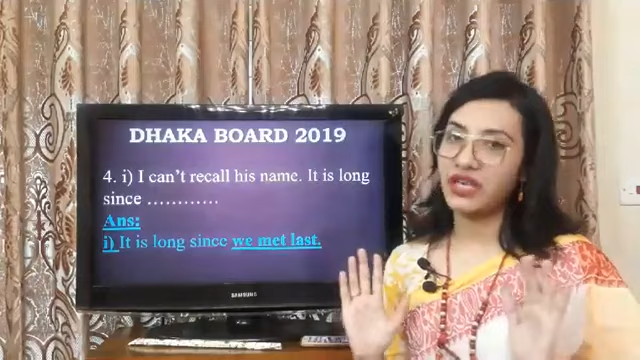 DHAKA BOARD 2019
4. i) I can't recall his name. It is long
since …………
Ans:
i) It is long since we met last.
SAMSUNG